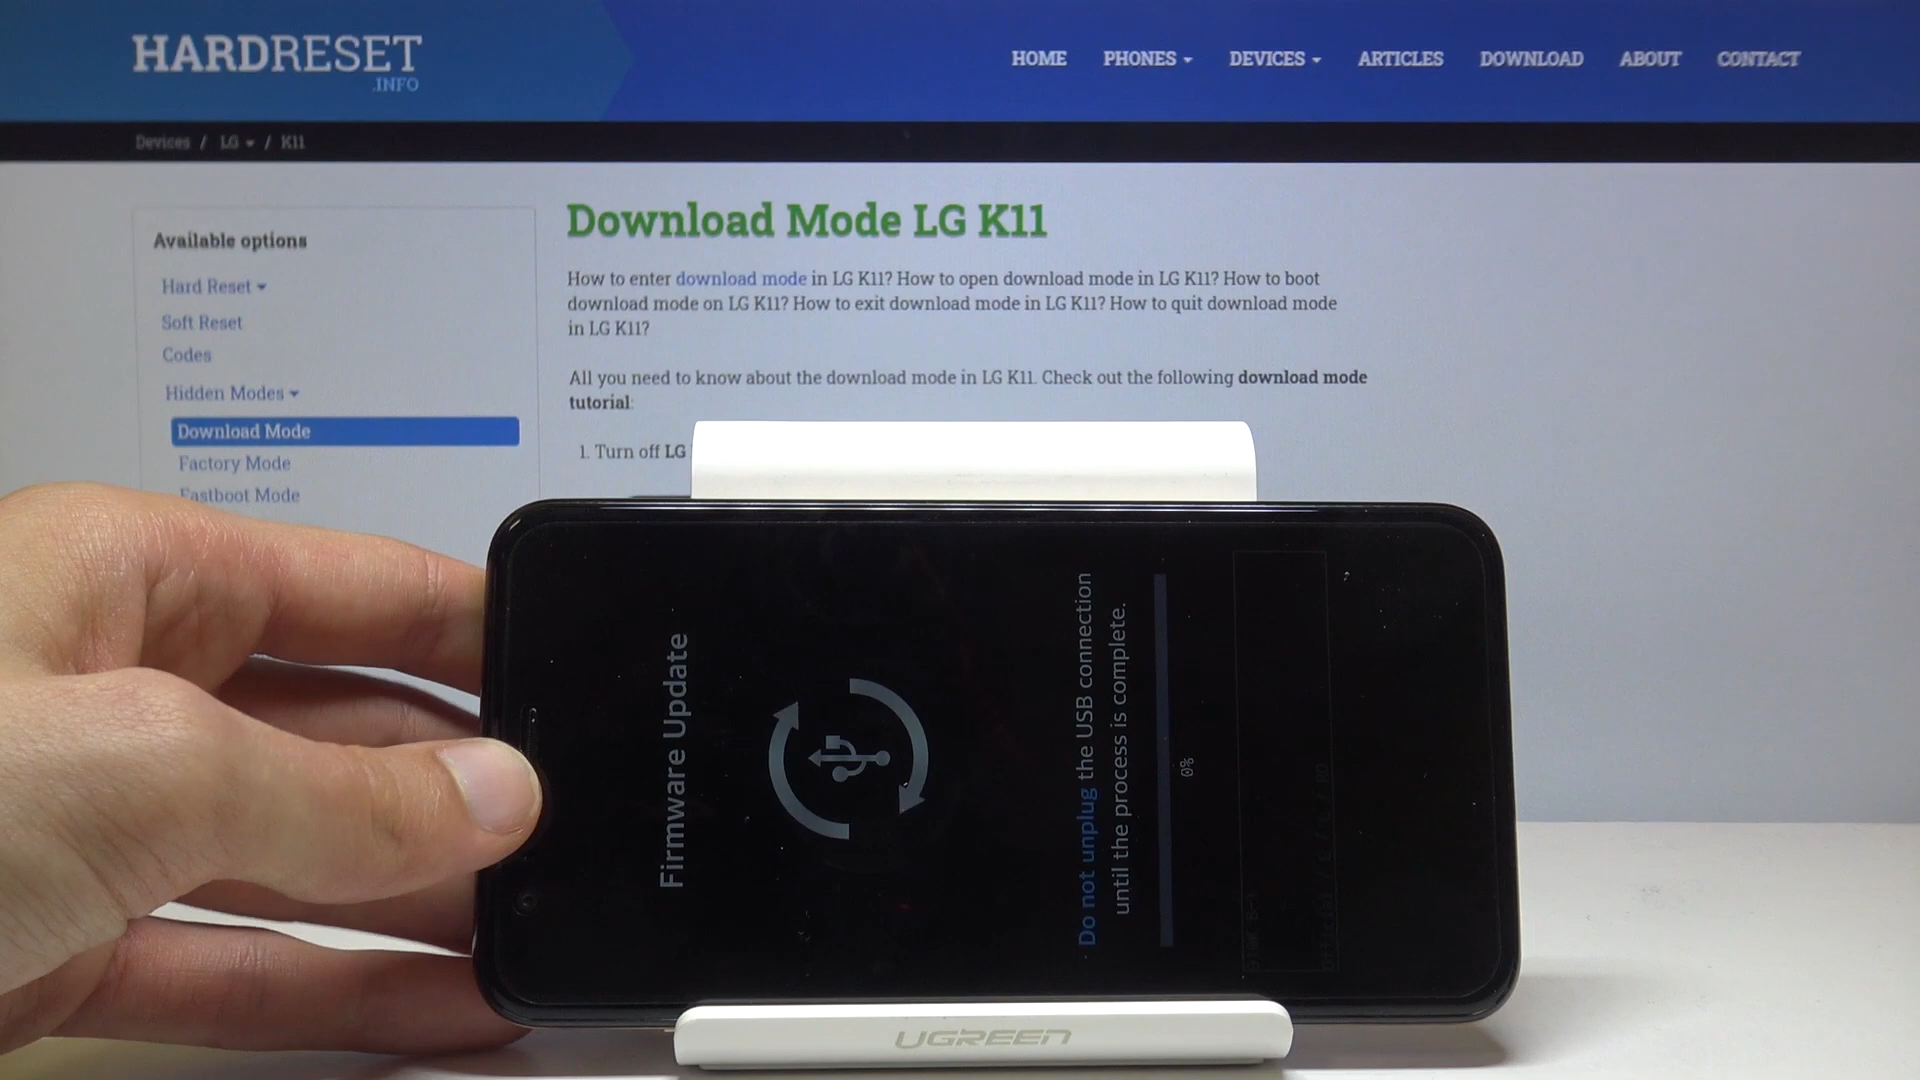 HARDRESET
.INFO
HOME PHONES DEVICES ARTICLES DOWNLOAD ABOUT CONTACT
Devices / LG / K11
Available options
Hard Reset
Soft Reset
Codes
Hidden Modes
Download Mode
Factory Mode
Fastboot Mode
Download Mode LG K11
How to enter download mode in LG K11? How to open download mode in LG K11? How to boot
download mode on LG K11? How to exit download mode in LG K11? How to quit download mode
in LG K11?
All you need to know about the download mode in LG K11. Check out the following download mode
tutorial:
1. Turn off LG
Firmware Update
Do not unplug the USB connection
until the process is complete.
0%
UGREEN